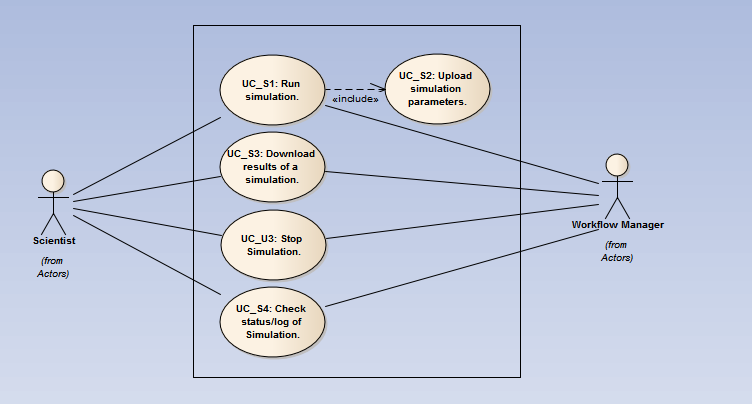 UC_S1: Run
simulation.
UC_S2: Upload
simulation
parameters.
«include»
UC_S3: Download
results of a
simulation.
UC_U3: Stop
Simulation.
UC_S4: Check
status/log of
Simulation.
Scientist
(from
Actors)
Workflow Manager
(from
Actors)